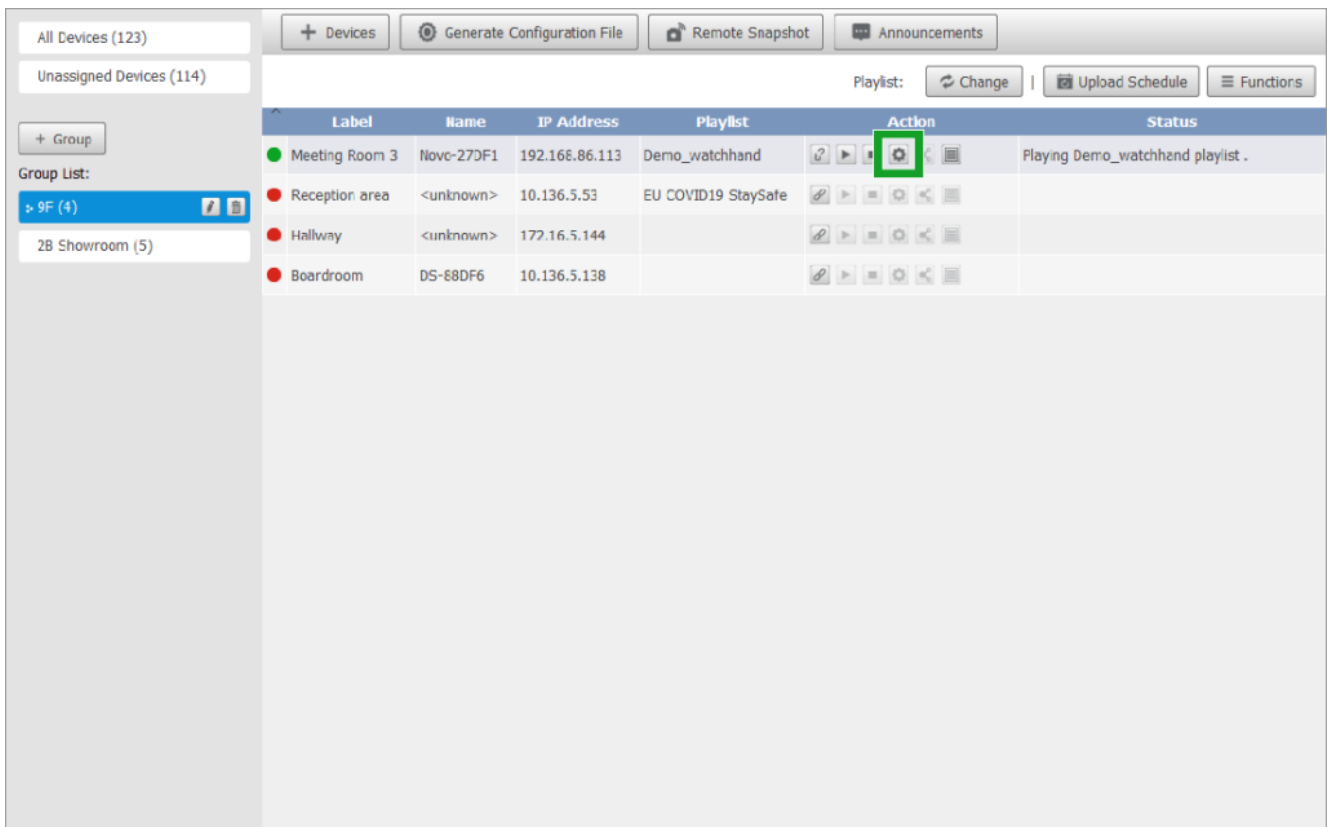 All Devices (123)
Unassigned Devices (114)
+ Group
Group List:
9F (4)
2B Showroom (5)
+ Devices
Generate Configuration File
Remote Snapshot
Announcements
Playlist:
Change
|
Upload Schedule
Functions
Label Name IP Address Playlist Action Status
Meeting Room 3 Novo-27DF1 192.168.86.113 Demo_watchhand Playing Demo_watchhand playlist .
Reception area <unknown> 10.136.5.53 EU COVID19 StaySafe
Hallway <unknown> 172.16.5.144
Boardroom DS-88DF6 10.136.5.138